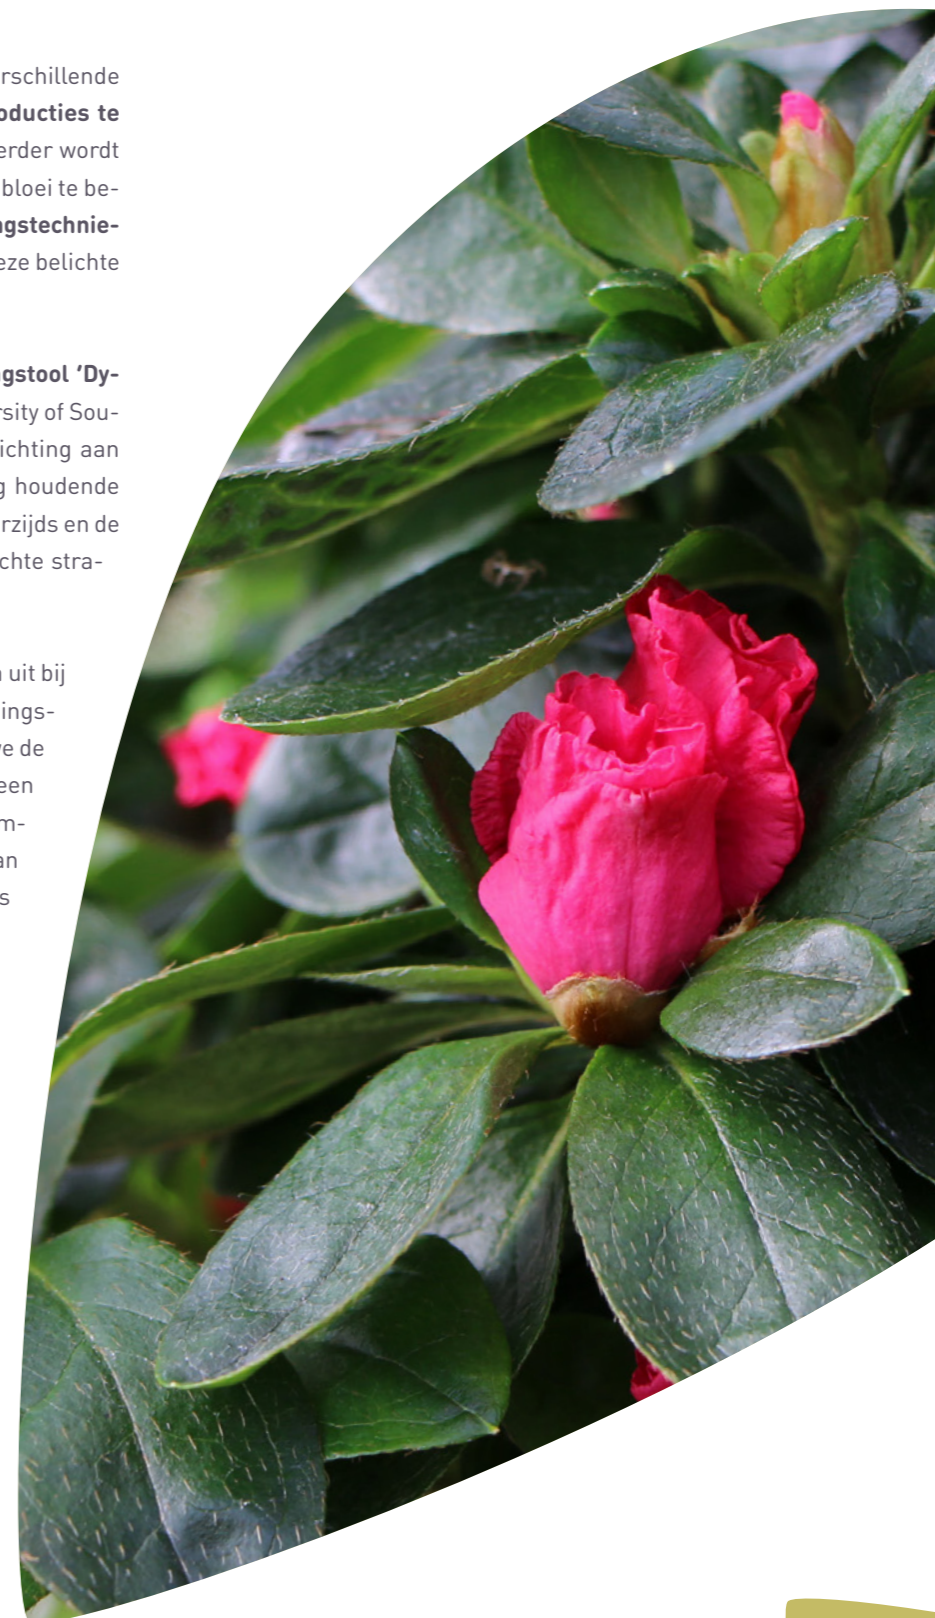 rschillende
oducties te
erder wordt
bloei te be-
gstechnie-
eze belichte
gstool ‘Dy-
rsity of Sou-
ichting aan
g houdende
rzijds en de
chte stra-
uit bij
ings-
e de
een
m-
an
s